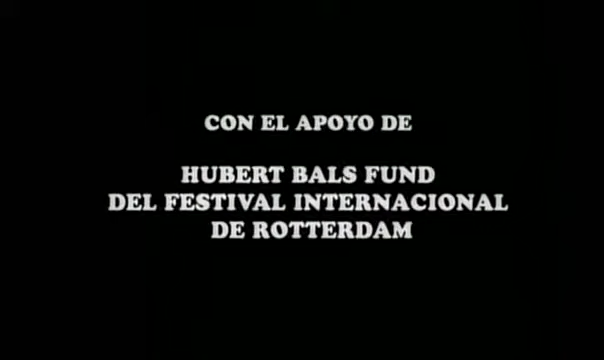 CON EL APOYO DE
HUBERT BALS FUND
DEL FESTIVAL INTERNACIONAL
DE ROTTERDAM